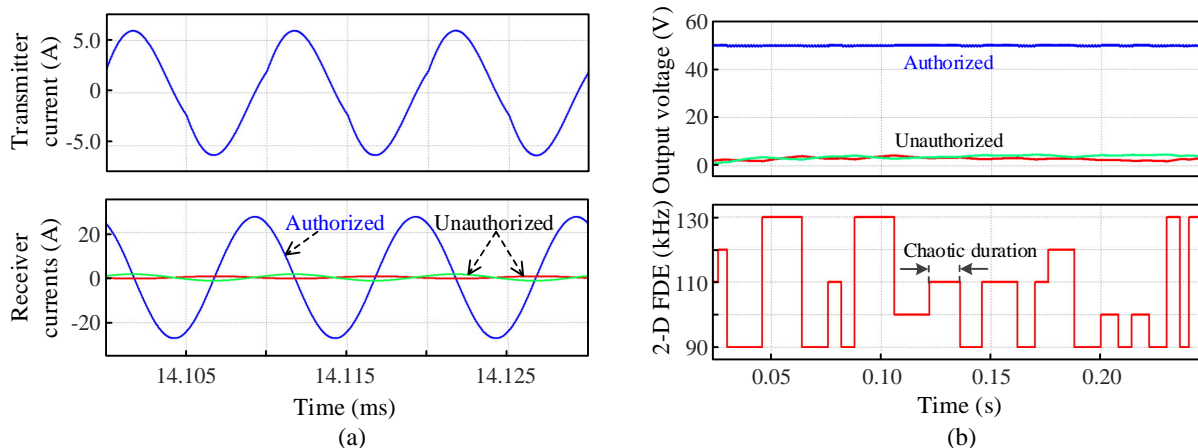 Transmitter
current (A)
5.0
0
-5.0
Receiver
currents (A)
20
0
-20
Authorized
Unauthorized
14.105
14.115
14.125
Time (ms)
(a)
Output voltage (V)
60
40
20
0
Authorized
Unauthorized
2-D FDE (kHz)
130
110
90
Chaotic duration
0.05
0.10
0.15
0.20
Time (s)
(b)